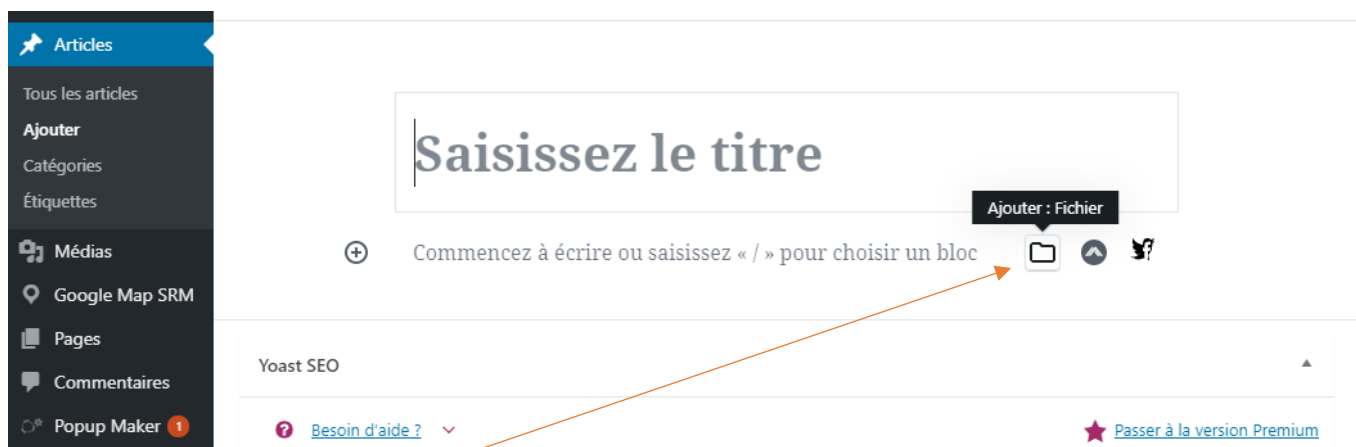 Articles
Tous les articles
Ajouter
Catégories
Étiquettes
Médias
Google Map SRM
Pages
Commentaires
Popup Maker 1
Saisissez le titre
Ajouter : Fichier
Commencez à écrire ou saisissez « / » pour choisir un bloc
Yoast SEO
Besoin d'aide ?
Passer à la version Premium